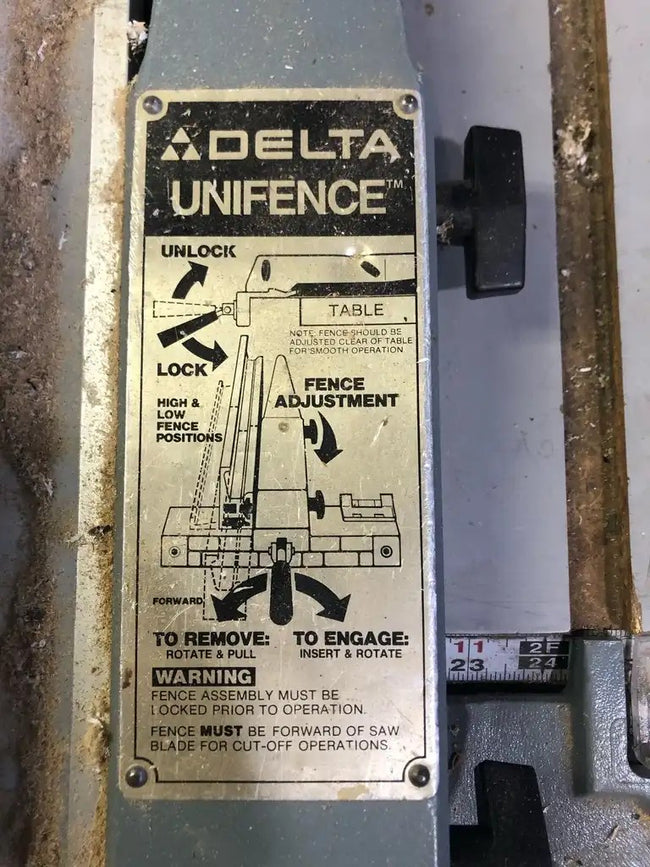 DELTA
UNIFENCE™
UNLOCK
TABLE
NOTE: FENCE SHOULD BE
ADJUSTED CLEAR OF TABLE
FOR SMOOTH OPERATION
LOCK
FENCE
ADJUSTMENT
HIGH &
LOW
FENCE
POSITIONS
FORWARD
TO REMOVE:
ROTATE & PULL
TO ENGAGE:
INSERT & ROTATE
WARNING
FENCE ASSEMBLY MUST BE
LOCKED PRIOR TO OPERATION.
FENCE MUST BE FORWARD OF SAW
BLADE FOR CUT-OFF OPERATIONS.
11 2F
23 24